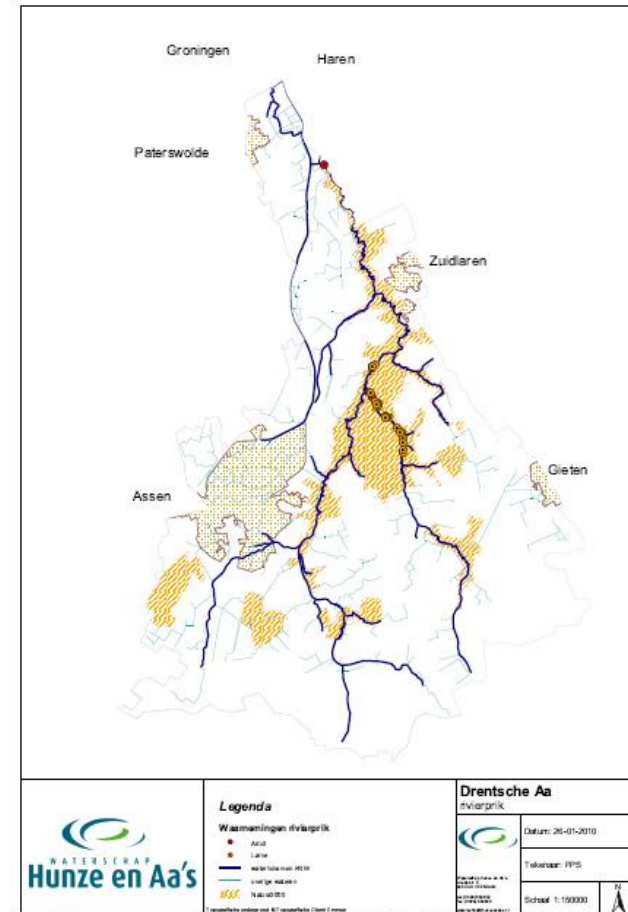 Groningen
Haren
Paterswolde
Zuidlaren
Gieten
Assen
WATERSCHAP
Hunze en Aa's
Legenda
Waarnemingen rivierprik
Adult
Larve
waterlichamen KRW
overige wateren
Natura2000
Drentsche Aa
rivierprik
Datum: 26-01-2010
Tekenaar: PPS
Schaal 1:150000
N